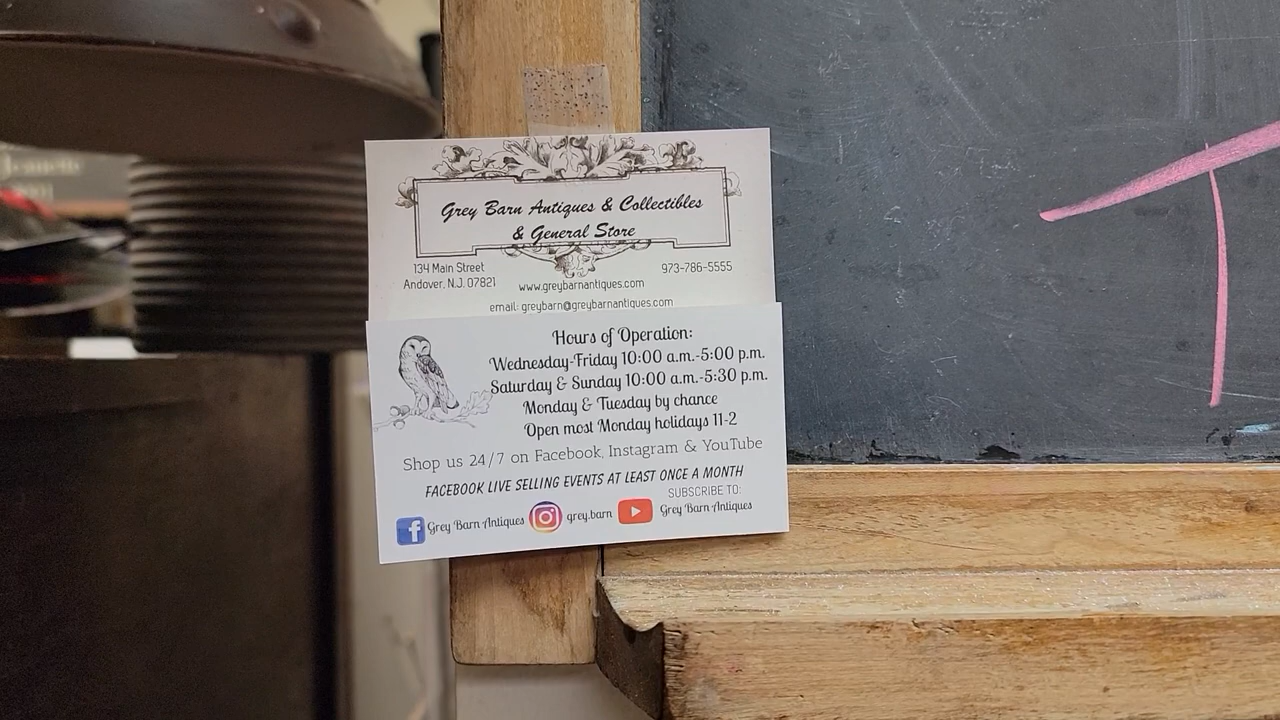 Grey Barn Antiques & Collectibles
& General Store
134 Main Street
Andover, N.J. 07821
973-786-5555
www.greybarnantiques.com
email: greybarn@greybarnantiques.com
Hours of Operation:
Wednesday-Friday 10:00 a.m.-5:00 p.m.
Saturday & Sunday 10:00 a.m.-5:30 p.m.
Monday & Tuesday by chance
Open most Monday holidays 11-2
Shop us 24/7 on Facebook, Instagram & YouTube
FACEBOOK LIVE SELLING EVENTS AT LEAST ONCE A MONTH
f Grey Barn Antiques
grey.barn
SUBSCRIBE TO:
Grey Barn Antiques